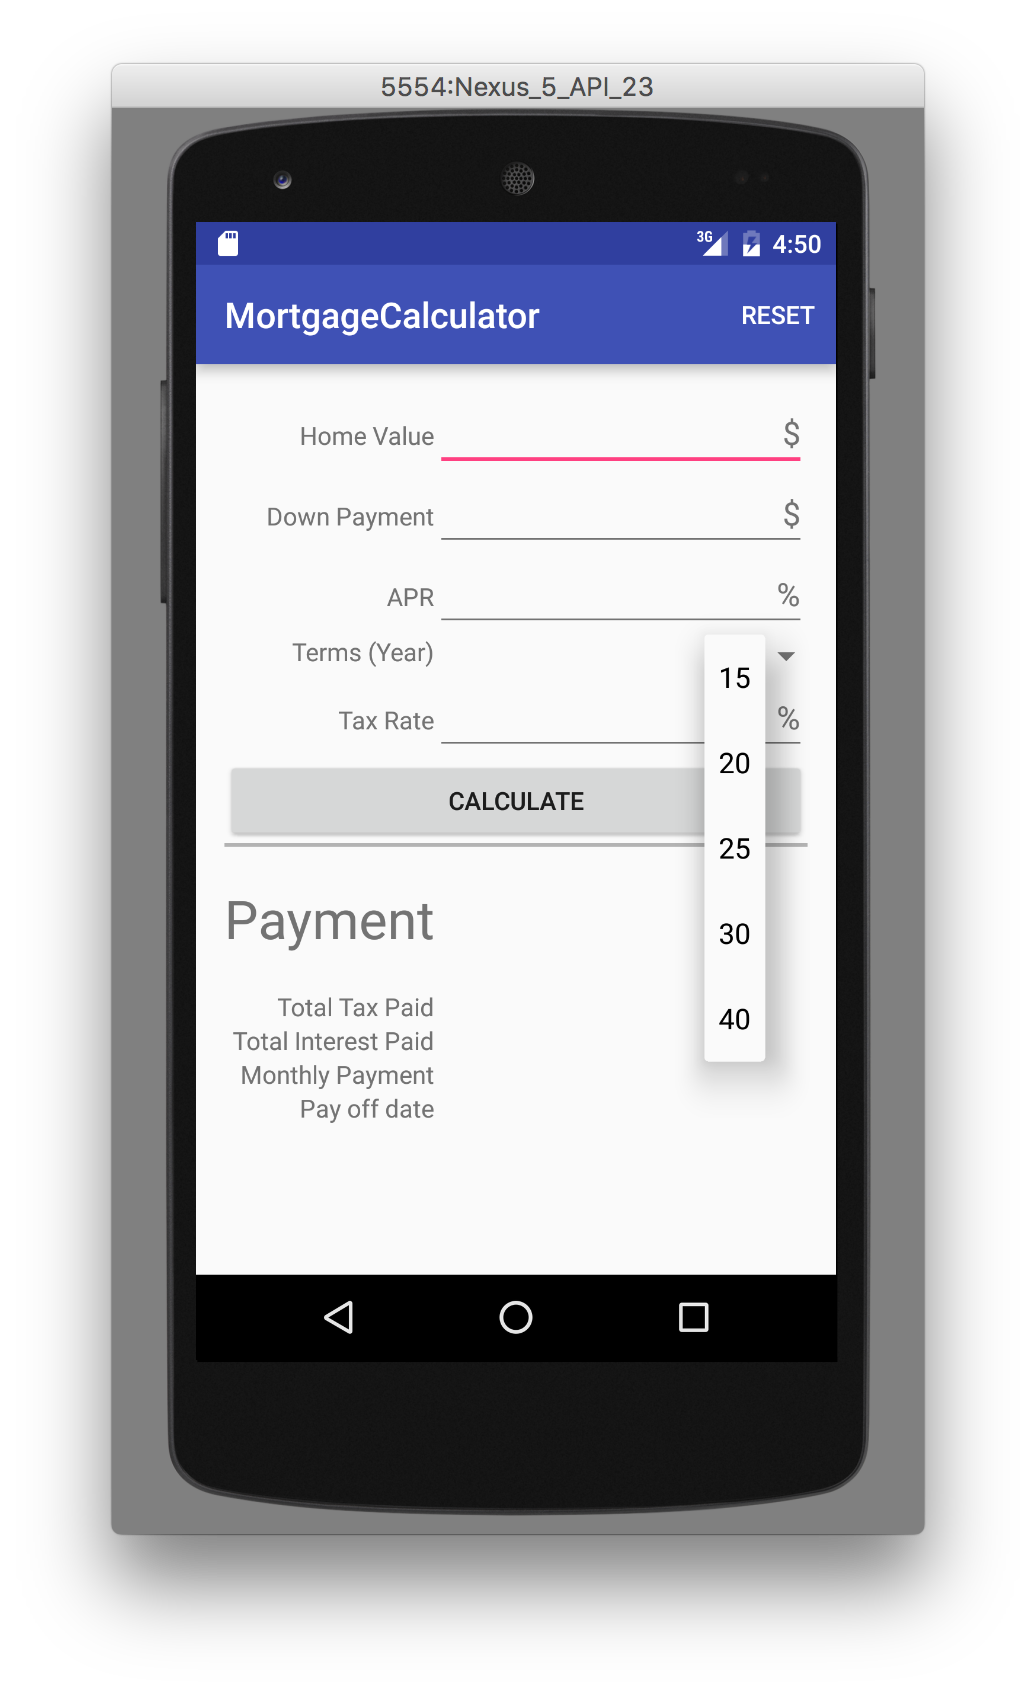 5554:Nexus_5_API_23
3G 4:50
MortgageCalculator RESET
Home Value $
Down Payment $
APR %
Terms (Year)
15
Tax Rate %
20
CALCULATE
25
Payment
30
Total Tax Paid
40
Total Interest Paid
Monthly Payment
Pay off date